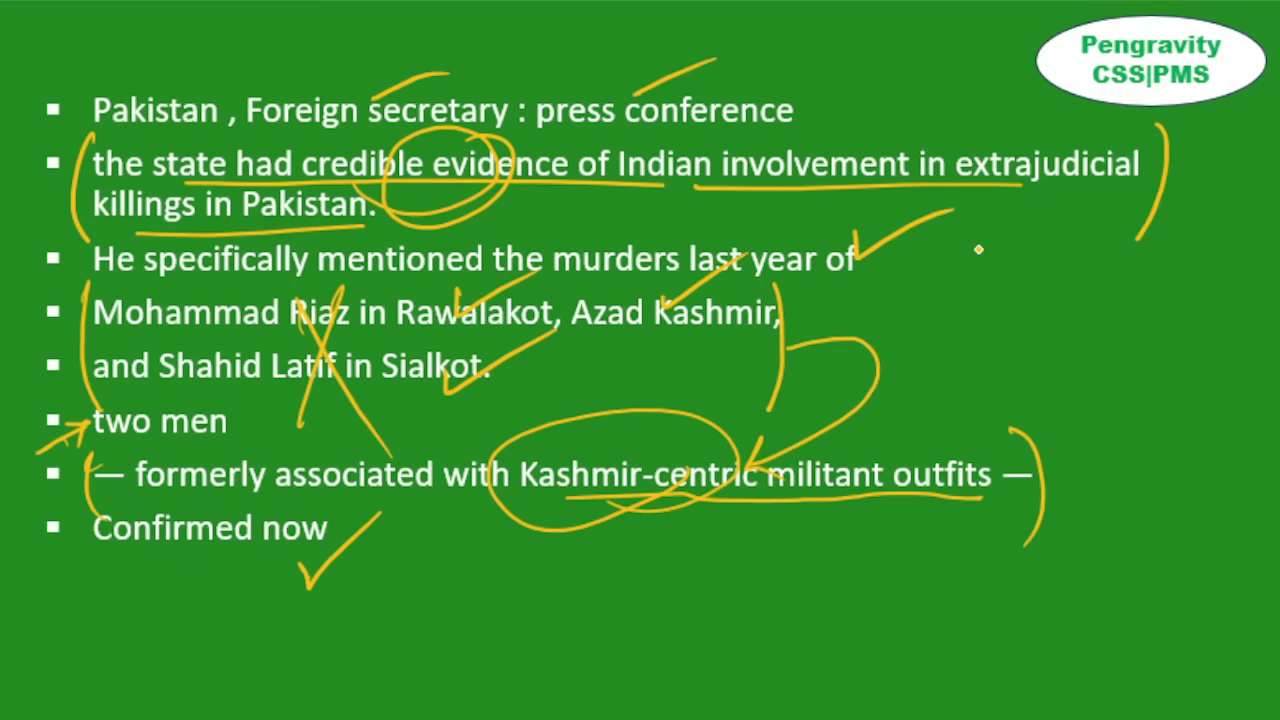 Pengravity
CSS|PMS
▪ Pakistan , Foreign secretary : press conference
▪ the state had credible evidence of Indian involvement in extrajudicial
killings in Pakistan.
▪ He specifically mentioned the murders last year of
▪ Mohammad Riaz in Rawalakot, Azad Kashmir,
▪ and Shahid Latif in Sialkot.
▪ two men
▪ — formerly associated with Kashmir-centric militant outfits —
▪ Confirmed now